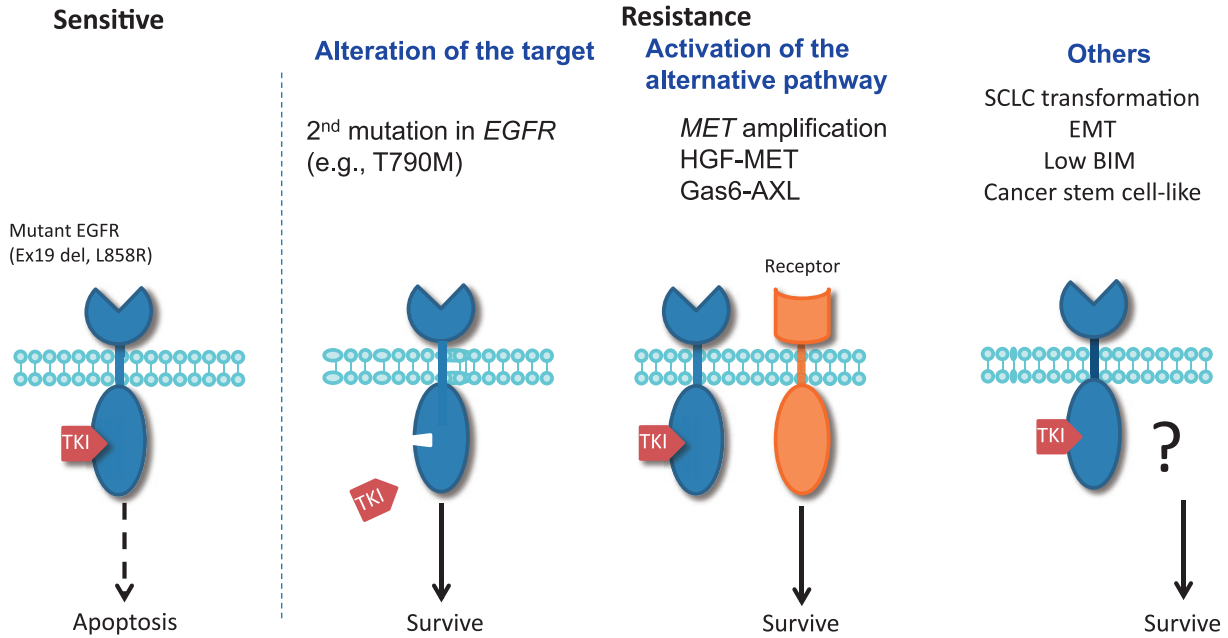 Sensitive
Resistance
Alteration of the target
Activation of the
alternative pathway
Others
2nd mutation in EGFR
(e.g., T790M)
MET amplification
HGF-MET
Gas6-AXL
SCLC transformation
EMT
Low BIM
Cancer stem cell-like
Mutant EGFR
(Ex19 del, L858R)
Receptor
TKI
TKI
TKI
TKI
?
Apoptosis
Survive
Survive
Survive